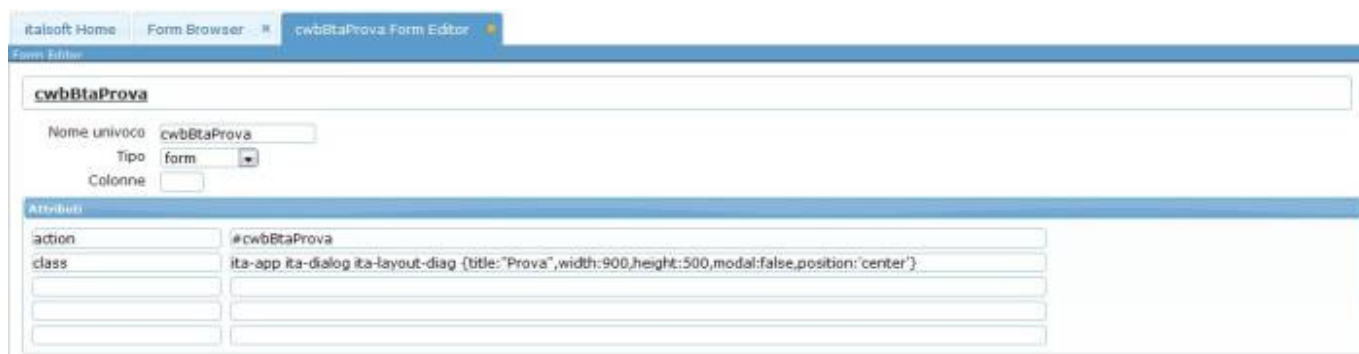 italsoft Home Form Browser cwbBtaProva Form Editor
Form Editor
cwbBtaProva
Nome univoco cwbBtaProva
Tipo form
Colonne
Attributi
action #cwbBtaProva
class ita-app ita-dialog ita-layout-diag {title:"Prova",width:900,height:500,modal:false,position:'center'}